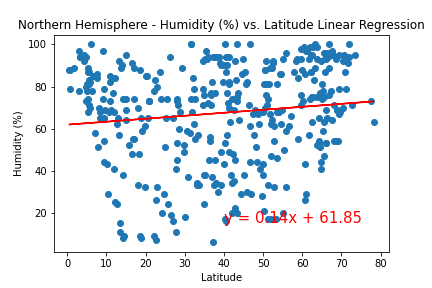 Northern Hemisphere - Humidity (%) vs. Latitude Linear Regression
100
80
60
40
20
Humidity (%)
y = 0.14x + 61.85
0 10 20 30 40 50 60 70 80
Latitude